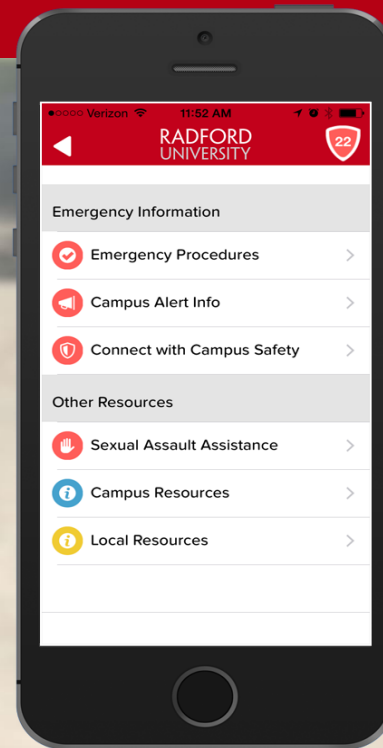 Verizon 11:52 AM
RADFORD
UNIVERSITY
22
Emergency Information
Emergency Procedures
Campus Alert Info
Connect with Campus Safety
Other Resources
Sexual Assault Assistance
Campus Resources
Local Resources